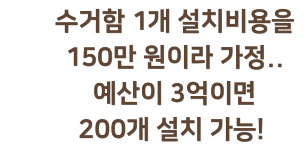 수거함 1개 설치비용을
150만 원이라 가정..
예산이 3억이면
200개 설치 가능!